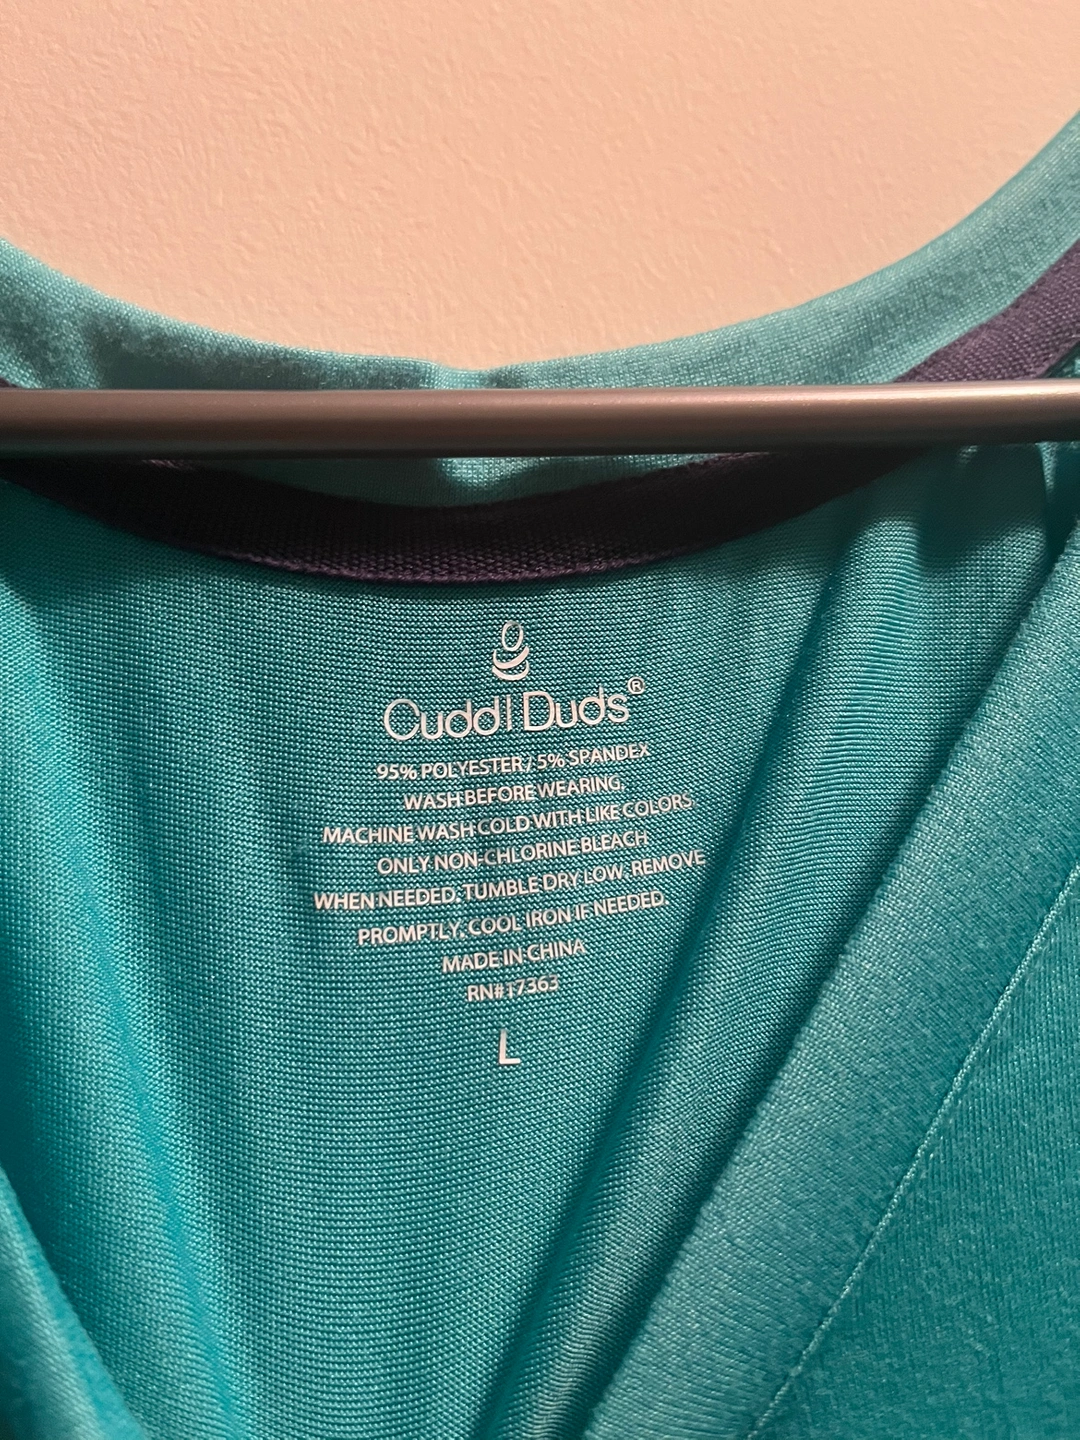 Cuddl Duds®
95% POLYESTER / 5% SPANDEX
WASH BEFORE WEARING.
MACHINE WASH COLD WITH LIKE COLORS.
ONLY NON-CHLORINE BLEACH
WHEN NEEDED. TUMBLE DRY LOW. REMOVE
PROMPTLY. COOL IRON IF NEEDED.
MADE IN CHINA
RN#17363
L